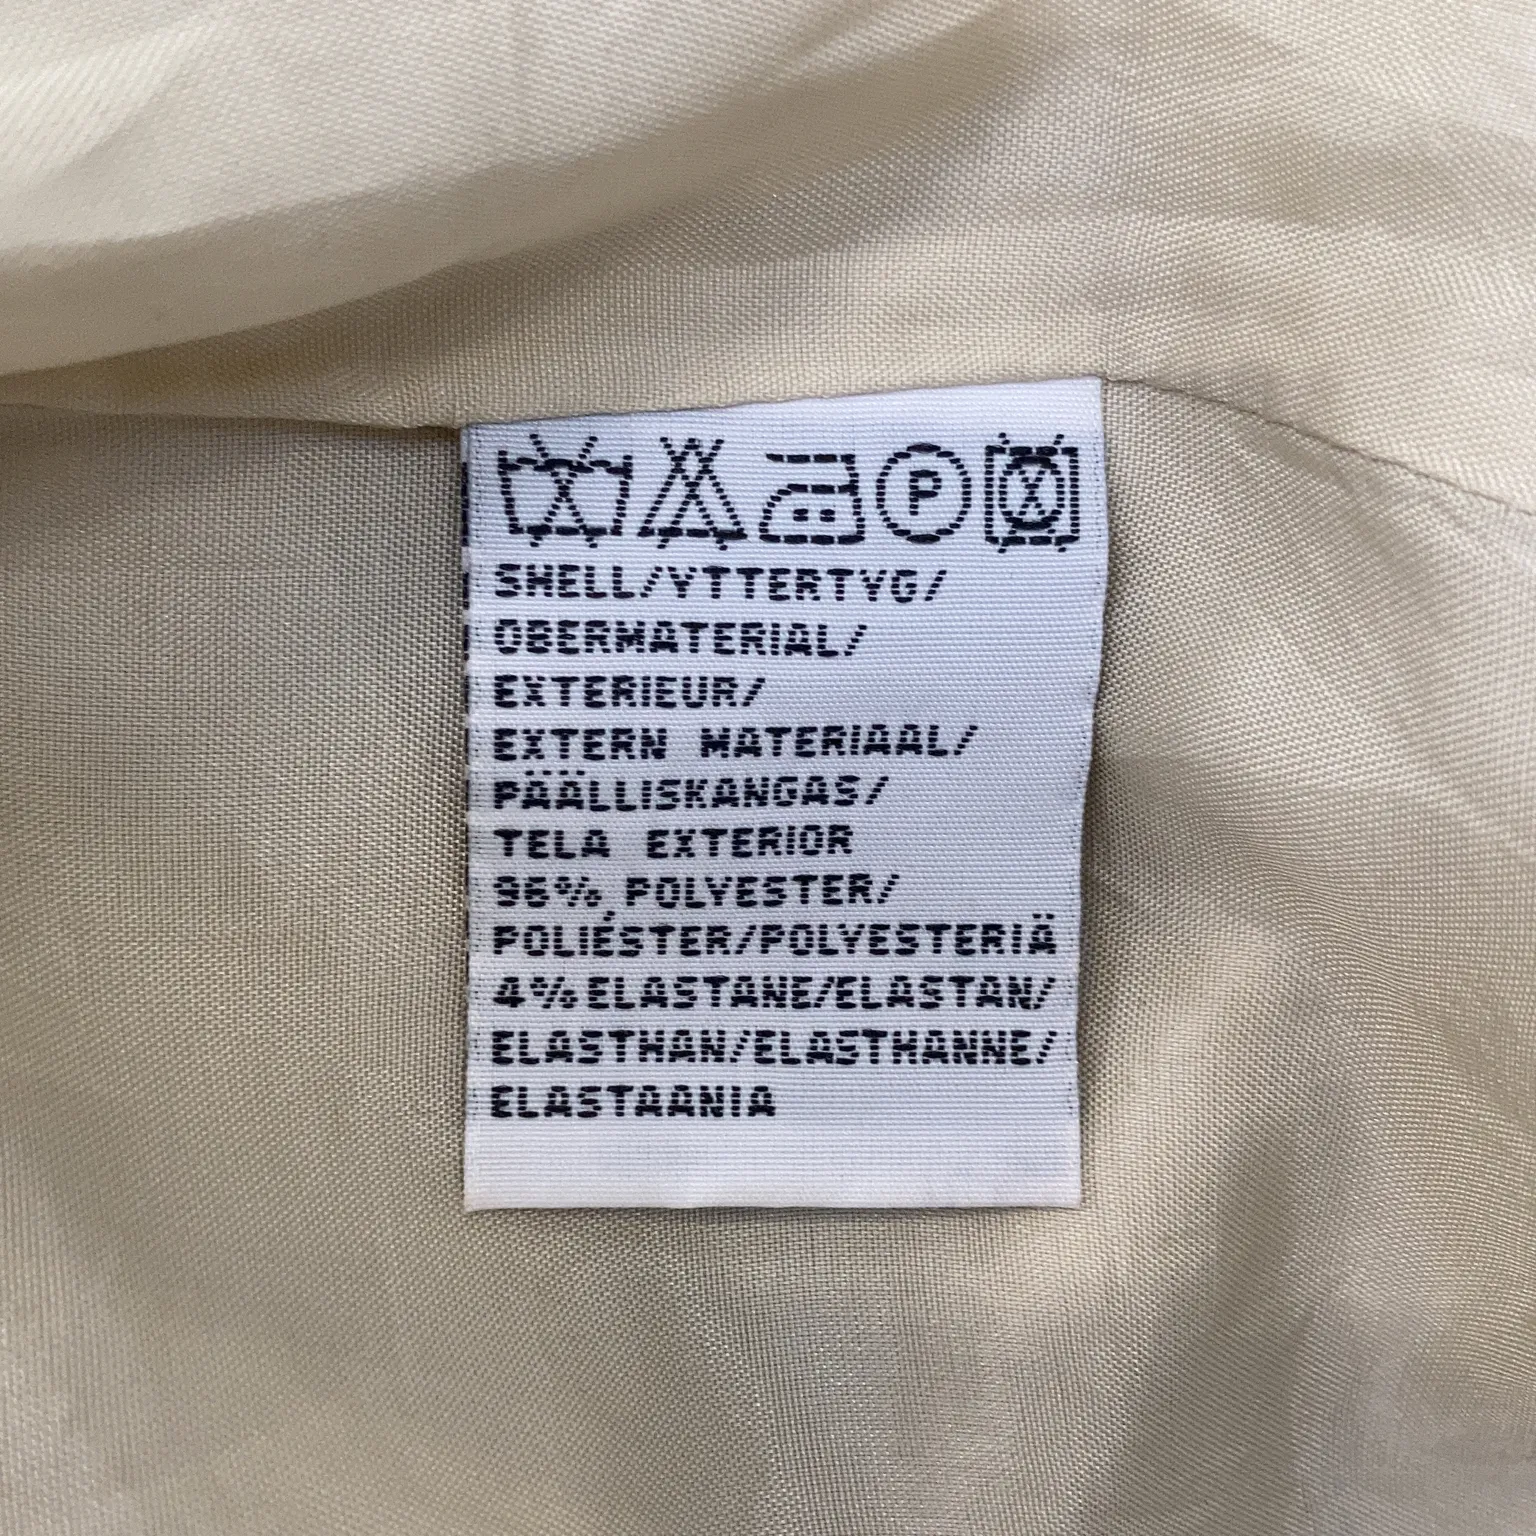 P
SHELL/YTTERTYG/
OBERMATERIAL/
EXTERIEUR/
EXTERN MATERIAAL/
PÄÄLLISKANGAS/
TELA EXTERIOR
96% POLYESTER/
POLIÉSTER/POLYESTERIÄ
4% ELASTANE/ELASTAN/
ELASTHAN/ELASTHANNE/
ELASTAANIA